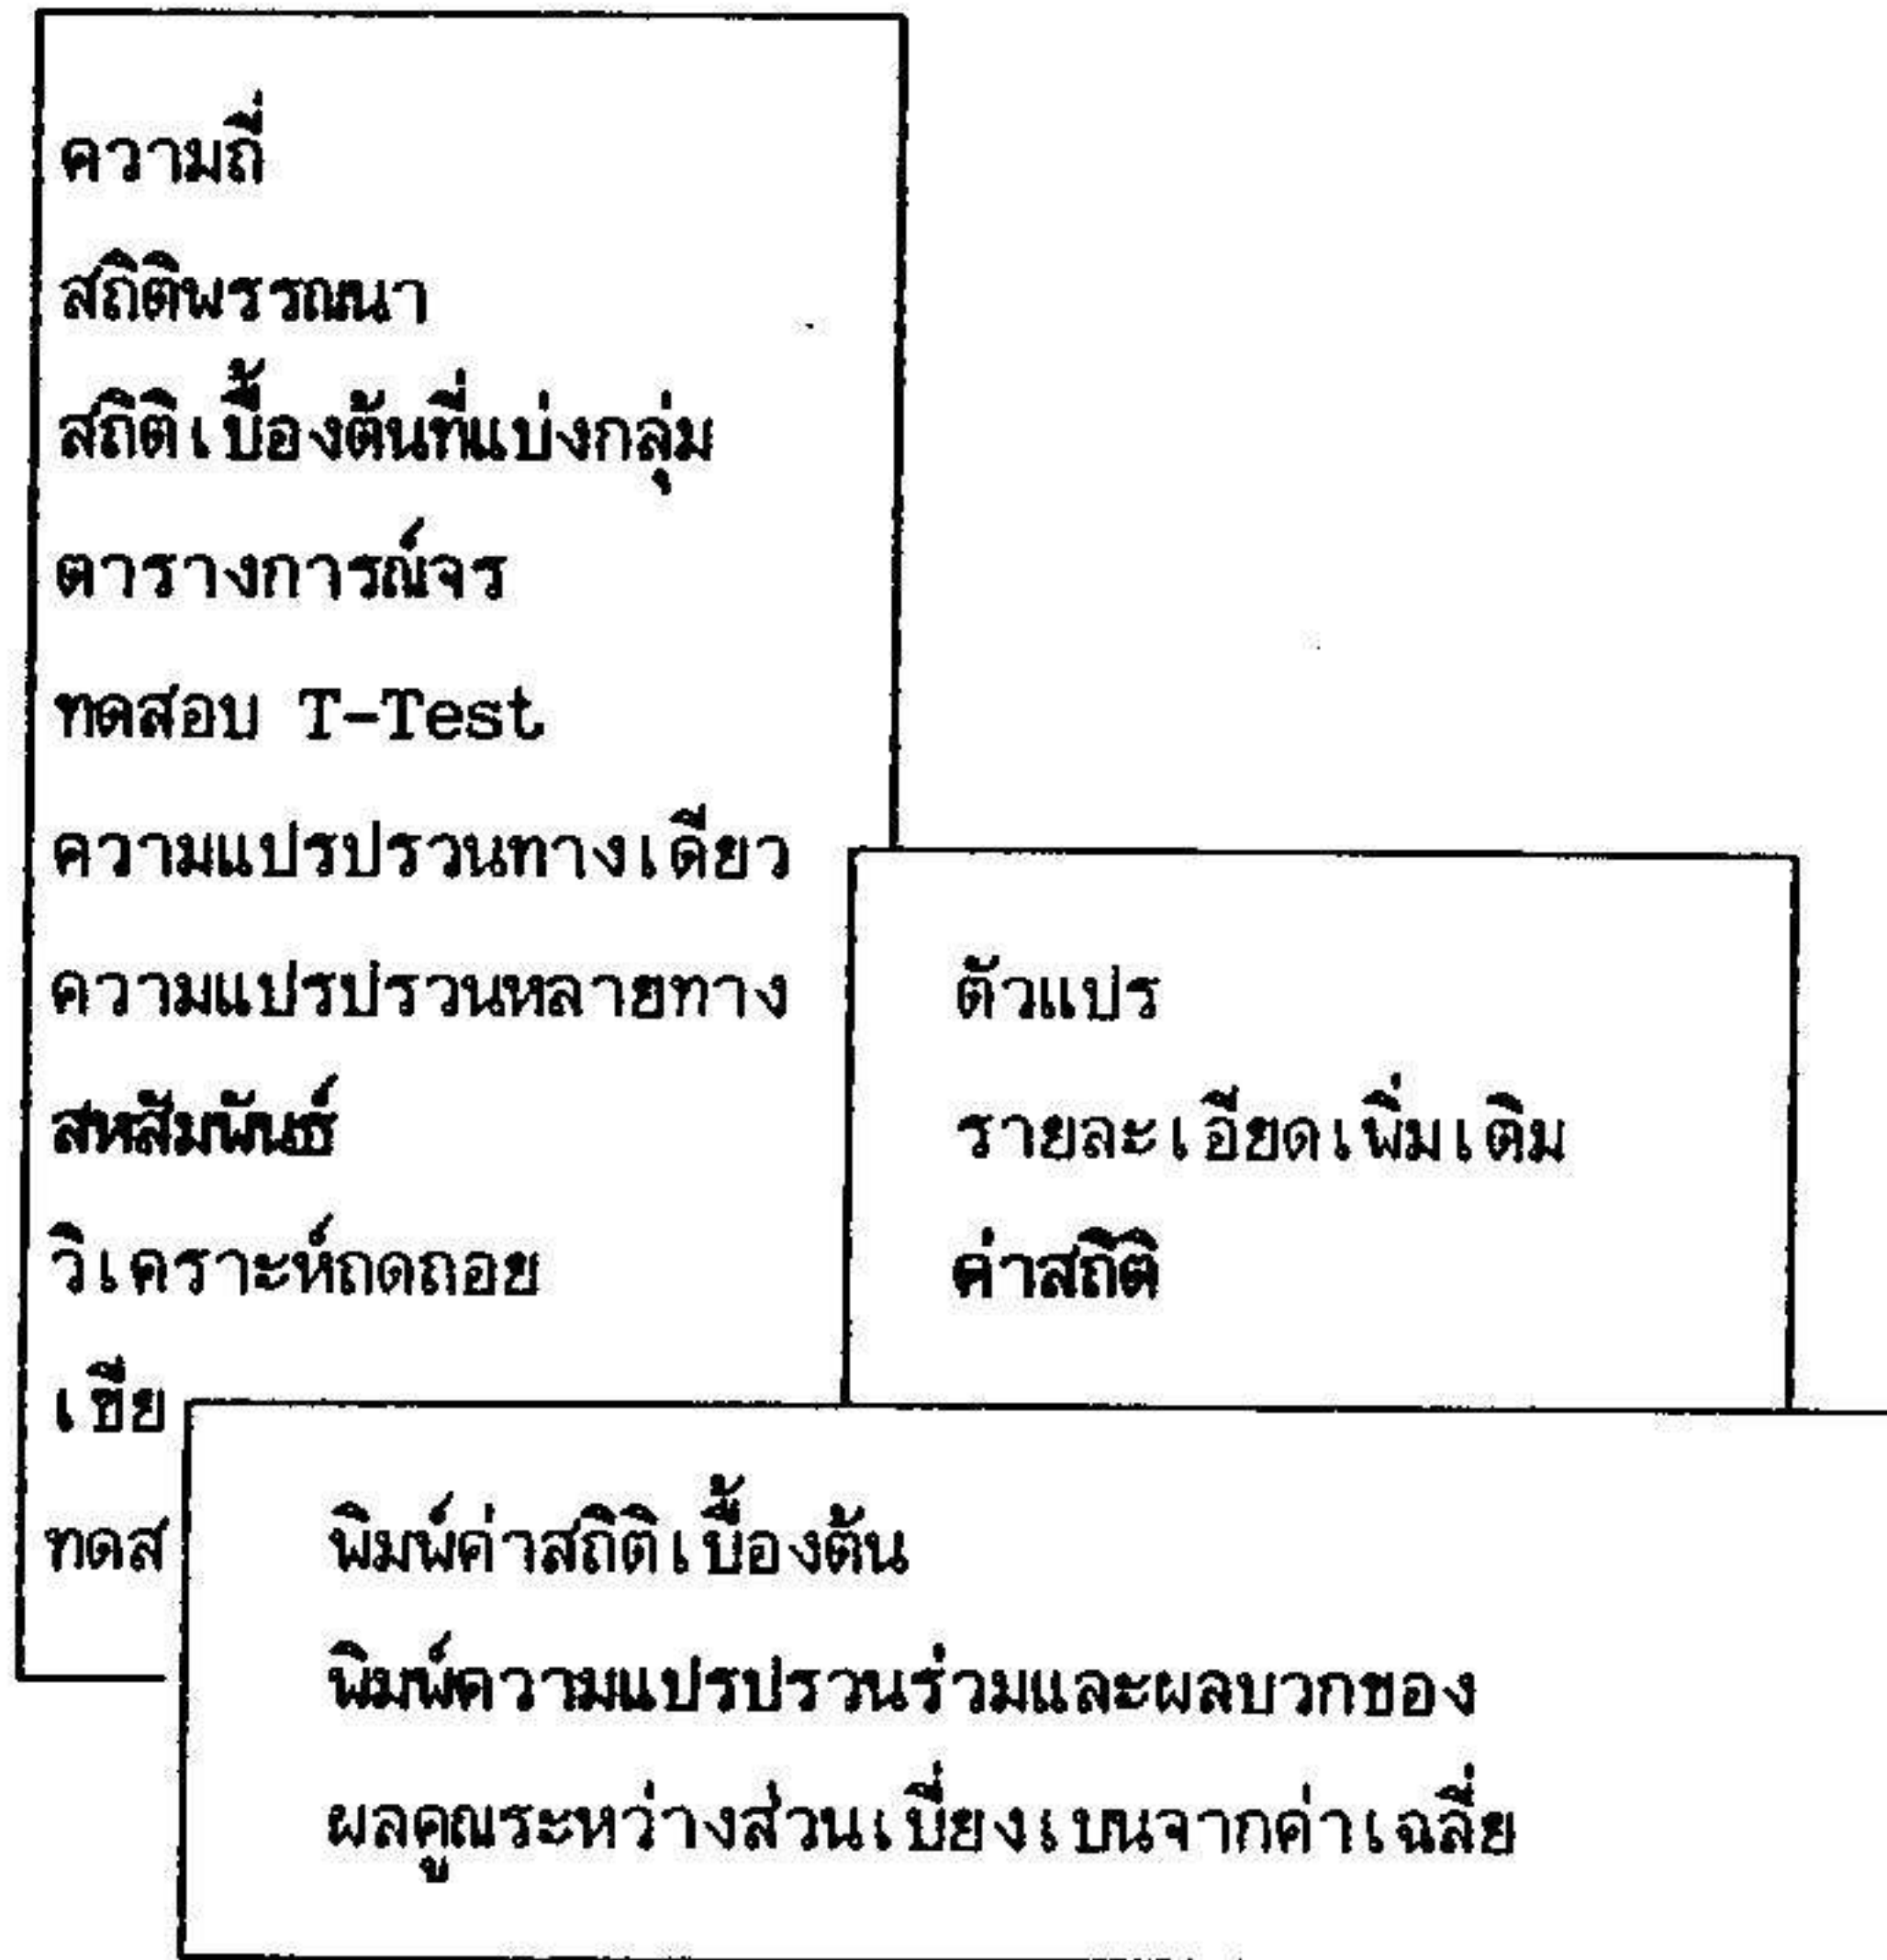 ความถี่
สถิติพรรณนา
สถิติเบื้องต้นที่แบ่งกลุ่ม
ตารางการณ์จร
ทดสอบ T-Test
ความแปรปรวนทางเดียว
ความแปรปรวนหลายทาง
สหสัมพันธ์
วิเคราะห์ถดถอย
เขีย
ทดส
ตัวแปร
รายละเอียดเพิ่มเติม
ค่าสถิติ
พิมพ์ค่าสถิติเบื้องต้น
พิมพ์ความแปรปรวนร่วมและผลบวกของ
ผลคูณระหว่างส่วนเบี่ยงเบนจากค่าเฉลี่ย